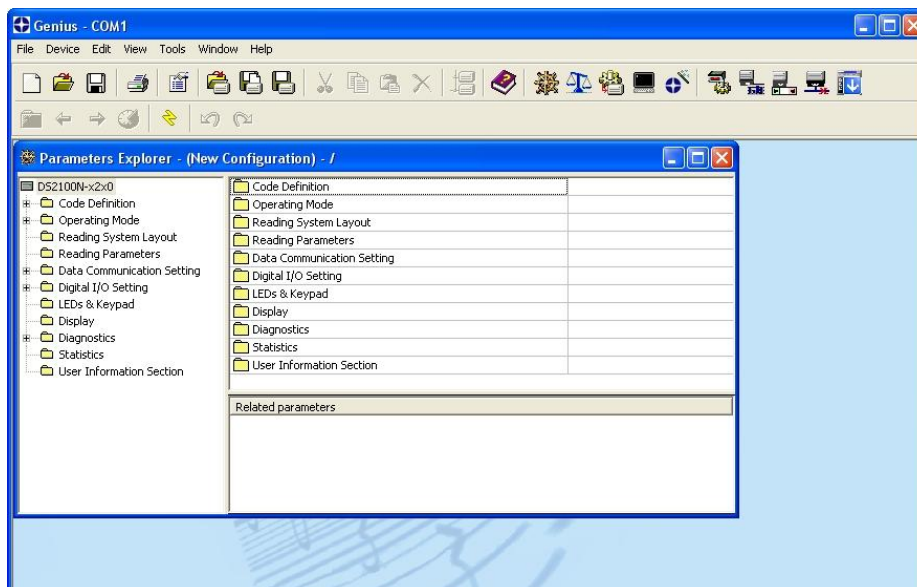 Genius - COM1
File Device Edit View Tools Window Help
Parameters Explorer - (New Configuration) - /
DS2100N-x2x0
Code Definition
Operating Mode
Reading System Layout
Reading Parameters
Data Communication Setting
Digital I/O Setting
LEDs & Keypad
Display
Diagnostics
Statistics
User Information Section
Code Definition
Operating Mode
Reading System Layout
Reading Parameters
Data Communication Setting
Digital I/O Setting
LEDs & Keypad
Display
Diagnostics
Statistics
User Information Section
Related parameters